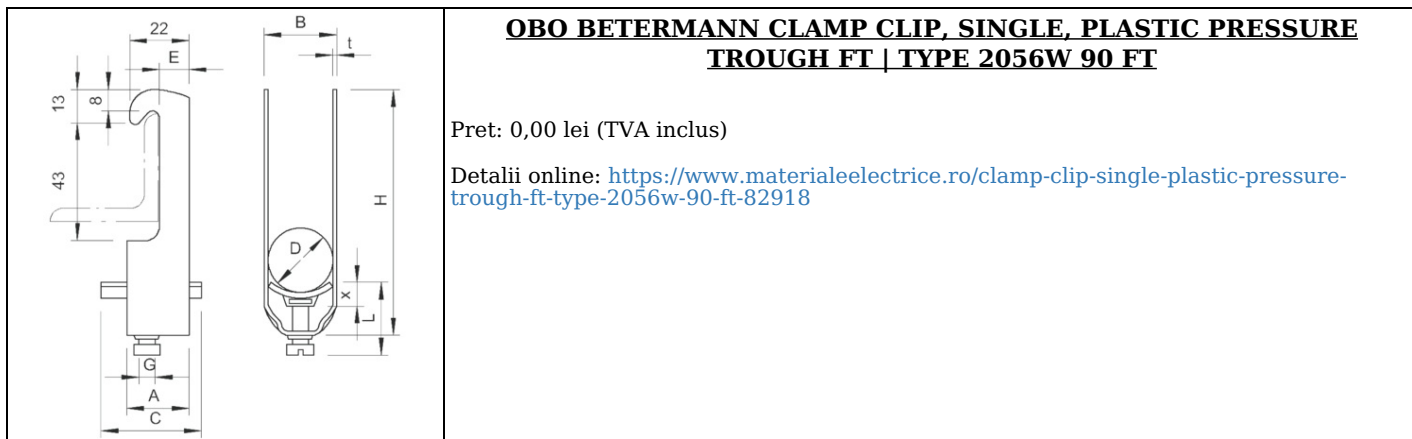 22
E
13
8
43
G
A
C
B
t
H
D
x
L
OBO BETERMANN CLAMP CLIP, SINGLE, PLASTIC PRESSURE
TROUGH FT | TYPE 2056W 90 FT
Pret: 0,00 lei (TVA inclus)
Detalii online: https://www.materialeelectrice.ro/clamp-clip-single-plastic-pressure-
trough-ft-type-2056w-90-ft-82918